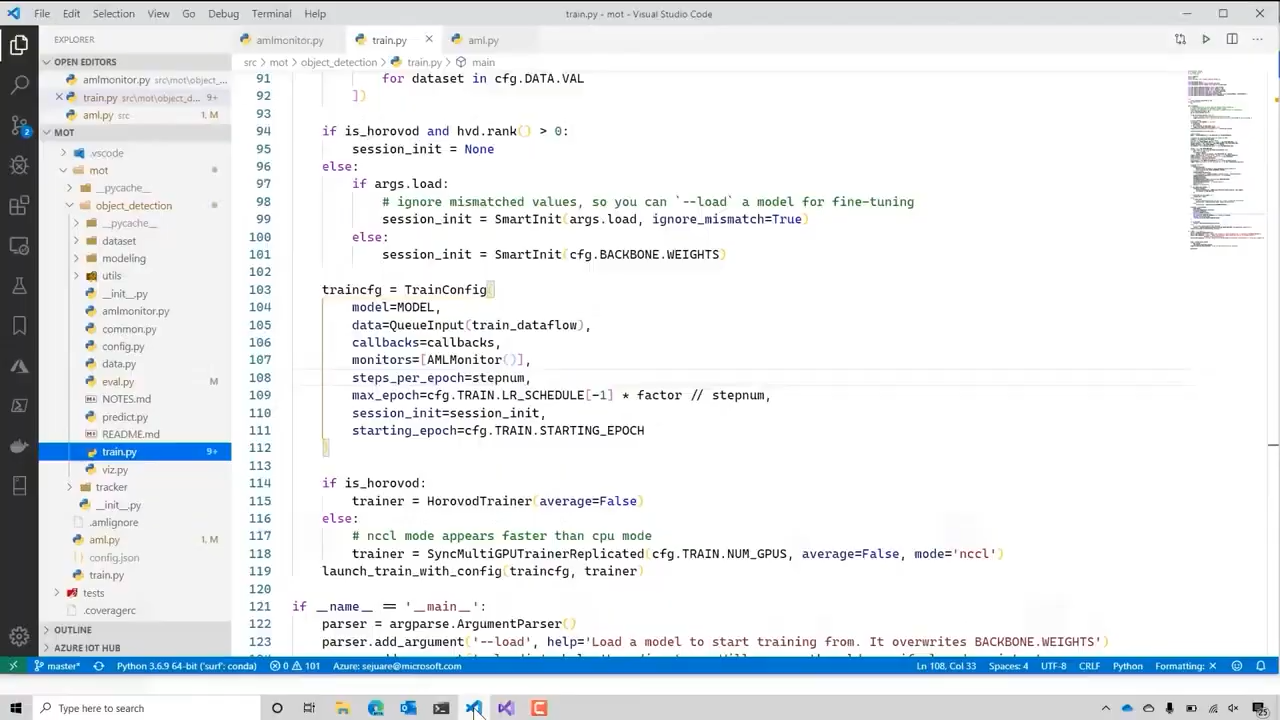 File Edit Selection View Go Debug Terminal Help
train.py - mot - Visual Studio Code
EXPLORER
OPEN EDITORS
amlmonitor.py src\mot\object_...
train.py src\mot\object_d... 9+
aml.py src 1, M
MOT
.vscode
mot
__pycache__
object_detection
__pycache__
dataset
modeling
utils
__init__.py
amlmonitor.py
common.py
config.py
data.py
eval.py M
NOTES.md
predict.py
README.md
train.py 9+
viz.py
tracker
__init__.py
.amlignore
aml.py 1, M
config.json
train.py
tests
.coveragerc
OUTLINE
AZURE IOT HUB
2
amlmonitor.py
train.py
aml.py
src > mot > object_detection > train.py > main
91 for dataset in cfg.DATA.VAL
92 ])
93
94 if is_horovod and hvd.rank() > 0:
95 session_init = None
96 else:
97 if args.load:
98 # ignore mismatched values, so you can `--load` a model for fine-tuning
99 session_init = SmartInit(args.load, ignore_mismatch=True)
100 else:
101 session_init = SmartInit(cfg.BACKBONE.WEIGHTS)
102
103 traincfg = TrainConfig(
104 model=MODEL,
105 data=QueueInput(train_dataflow),
106 callbacks=callbacks,
107 monitors=[AMLMonitor()],
108 steps_per_epoch=stepnum,
109 max_epoch=cfg.TRAIN.LR_SCHEDULE[-1] * factor // stepnum,
110 session_init=session_init,
111 starting_epoch=cfg.TRAIN.STARTING_EPOCH
112 )
113
114 if is_horovod:
115 trainer = HorovodTrainer(average=False)
116 else:
117 # nccl mode appears faster than cpu mode
118 trainer = SyncMultiGPUTrainerReplicated(cfg.TRAIN.NUM_GPUS, average=False, mode='nccl')
119 launch_train_with_config(traincfg, trainer)
120
121 if __name__ == '__main__':
122 parser = argparse.ArgumentParser()
123 parser.add_argument('--load', help='Load a model to start training from. It overwrites BACKBONE.WEIGHTS')
master* Python 3.6.9 64-bit ('surf': conda) 0 101 Azure: sejuare@microsoft.com Ln 108, Col 33 Spaces: 4 UTF-8 CRLF Python Formatting: ×
Type here to search